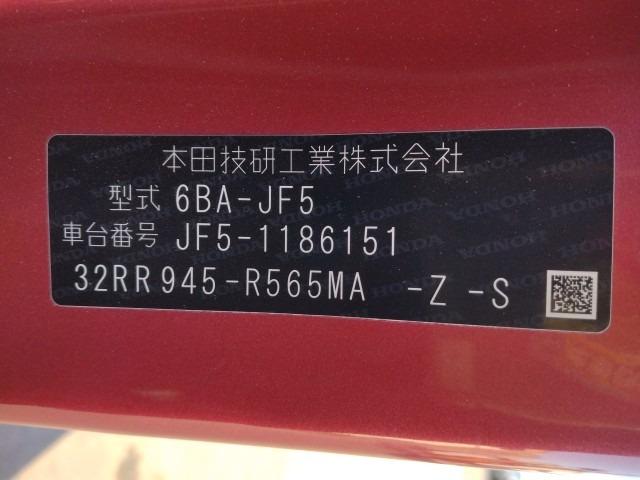 本田技研工業株式会社
型式 6BA-JF5
車台番号 JF5-1186151
32RR945-R565MA -Z -S